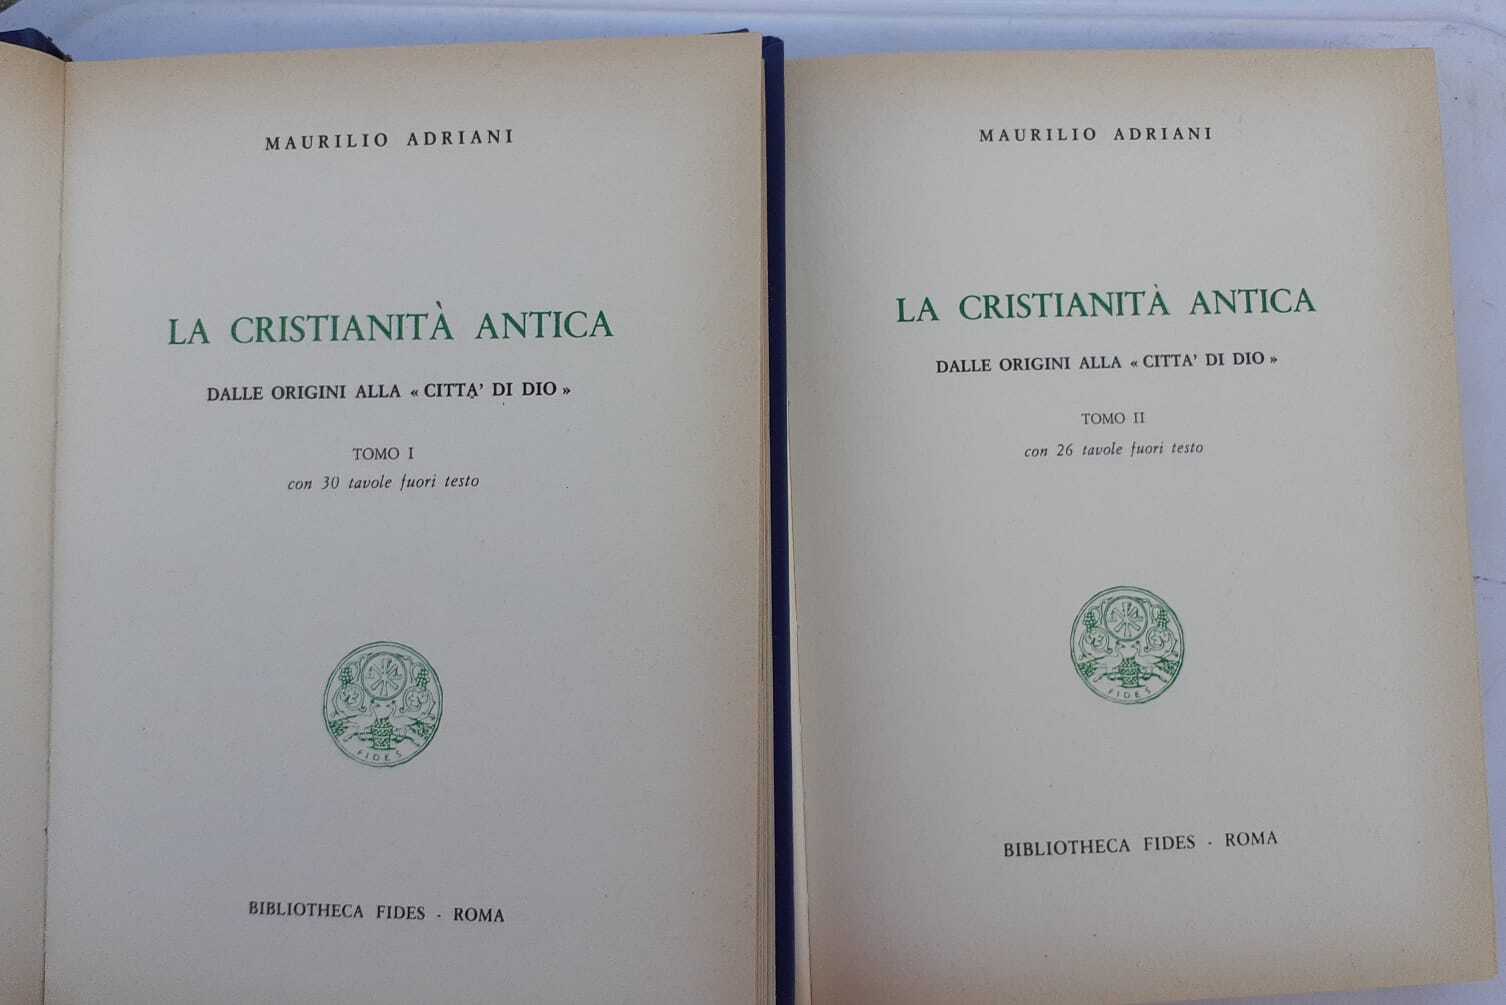 MAURILIO ADRIANI
LA CRISTIANITÀ ANTICA
DALLE ORIGINI ALLA « CITTA' DI DIO »
TOMO I
con 30 tavole fuori testo
FIDES
BIBLIOTHECA FIDES - ROMA
MAURILIO ADRIANI
LA CRISTIANITÀ ANTICA
DALLE ORIGINI ALLA « CITTA' DI DIO »
TOMO II
con 26 tavole fuori testo
FIDES
BIBLIOTHECA FIDES - ROMA